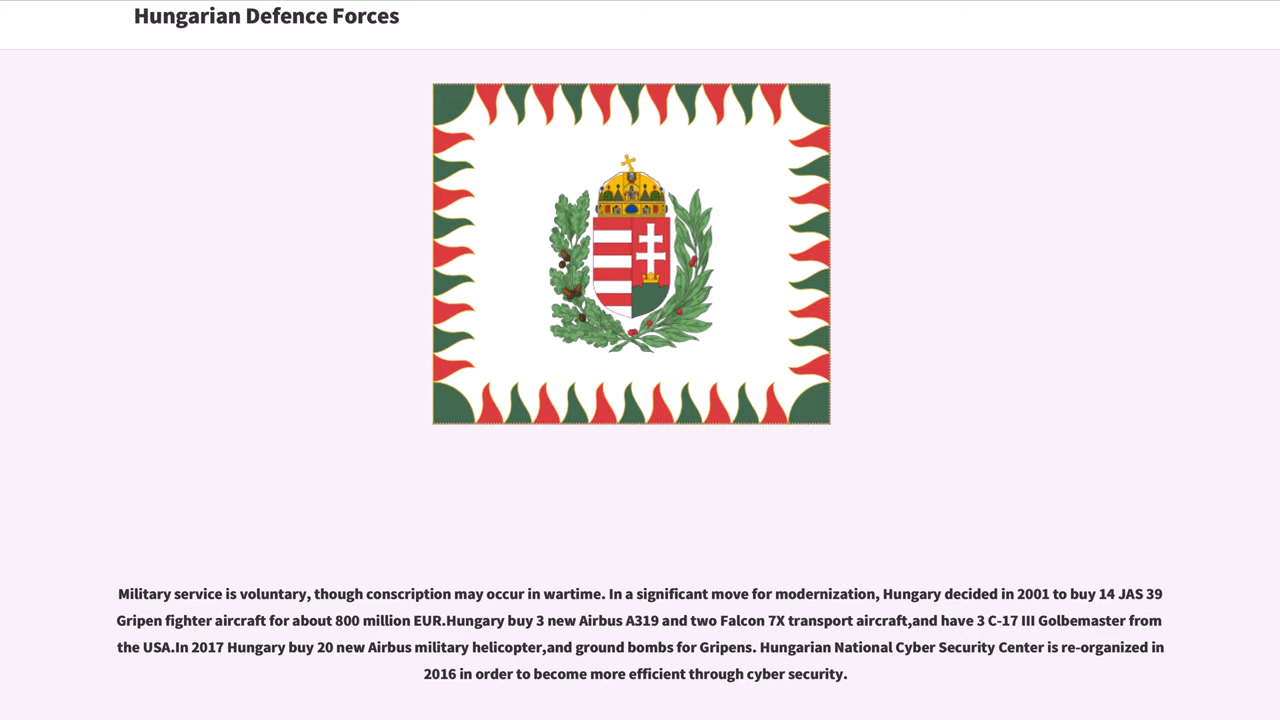 Hungarian Defence Forces
Military service is voluntary, though conscription may occur in wartime. In a significant move for modernization, Hungary decided in 2001 to buy 14 JAS 39
Gripen fighter aircraft for about 800 million EUR.Hungary buy 3 new Airbus A319 and two Falcon 7X transport aircraft,and have 3 C-17 III Golbemaster from
the USA.In 2017 Hungary buy 20 new Airbus military helicopter,and ground bombs for Gripens. Hungarian National Cyber Security Center is re-organized in
2016 in order to become more efficient through cyber security.